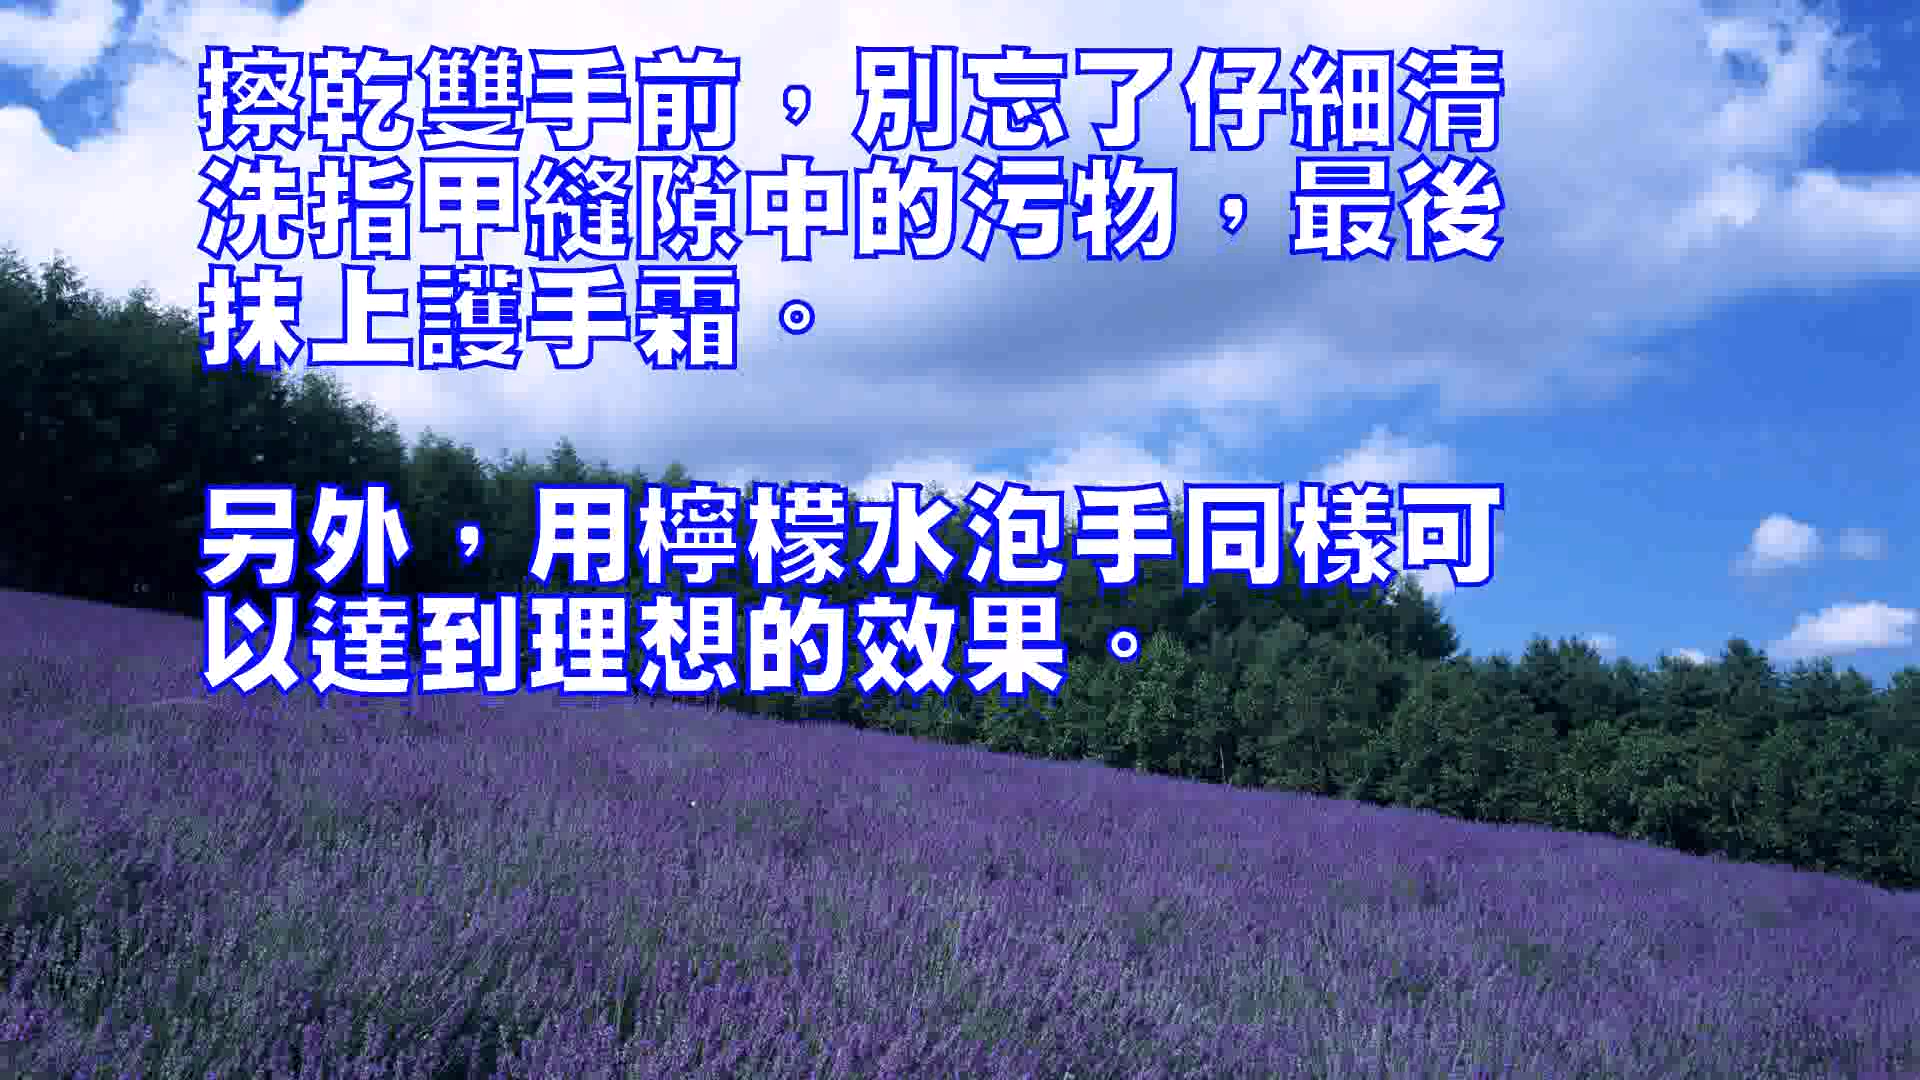 擦乾雙手前，別忘了仔細清
洗指甲縫隙中的污物，最後
抹上護手霜。
另外，用檸檬水泡手同樣可
以達到理想的效果。